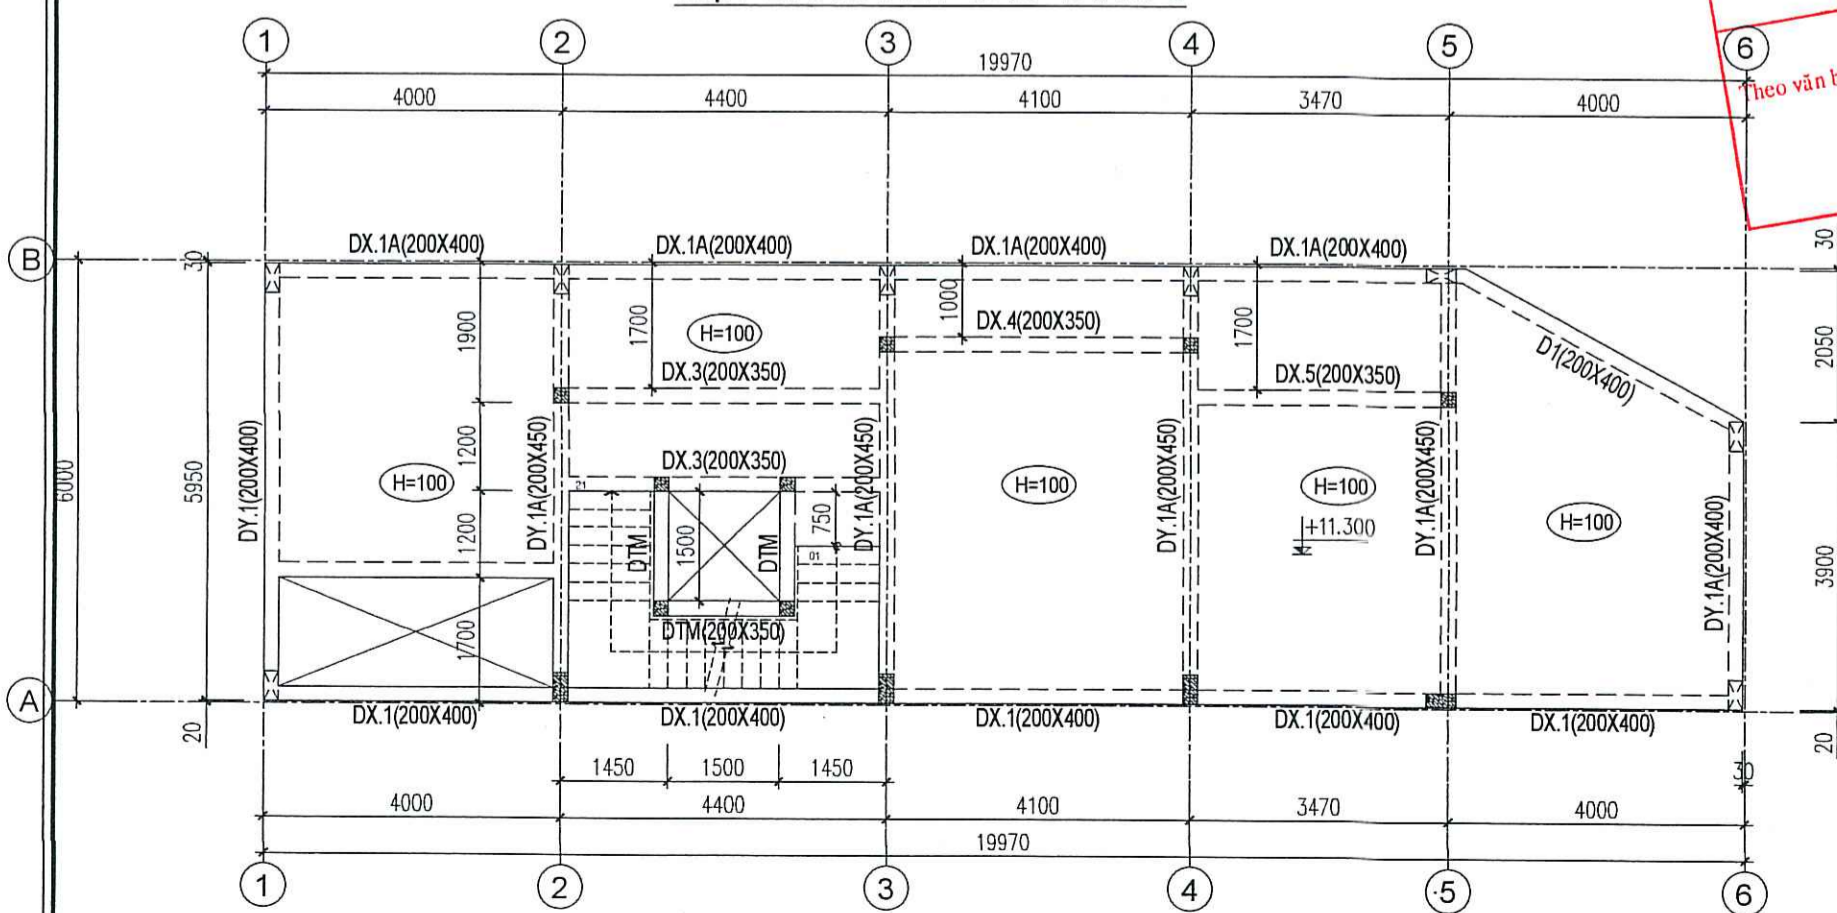 1 2 3 4 5 6
19970
4000 4400 4100 3470 4000
Theo văn b
B
DX.1A(200X400) DX.1A(200X400) DX.1A(200X400) DX.1A(200X400)
30 30
1900 1700 1000 1700 2050
H=100
DX.4(200X350)
D1(200X400)
DX.3(200X350) DX.5(200X350)
DY.1(200X400) DY.1A(200X450) DY.1A(200X450) DY.1A(200X450) DY.1A(200X450) DY.1A(200X400)
6000 5950 1200
DX.3(200X350)
H=100 H=100 H=100 H=100
21
+11.300
1200 DTM 1500 DTM 750 3900
01
1700
DTM(200X350)
A
DX.1(200X400) DX.1(200X400) DX.1(200X400) DX.1(200X400) DX.1(200X400)
20 20
1450 1500 1450 30
4000 4400 4100 3470 4000
19970
1 2 3 4 5 6